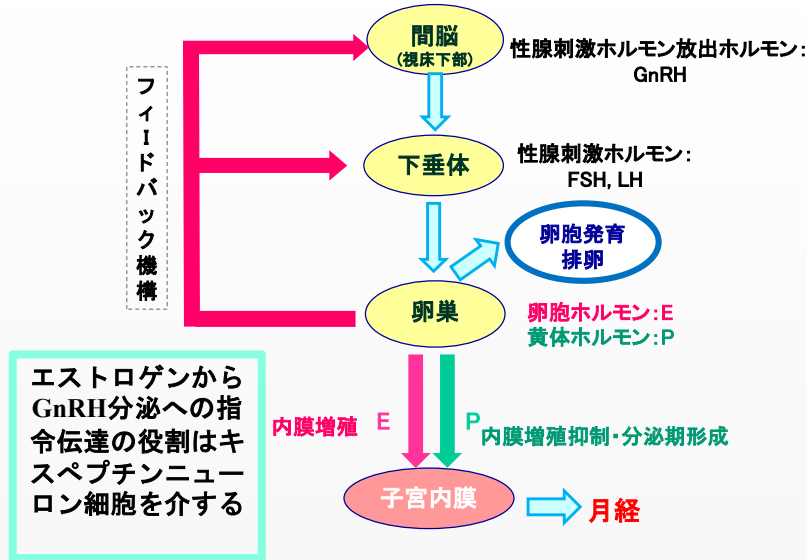 間脳
(視床下部)
性腺刺激ホルモン放出ホルモン:
GnRH
フィードバック機構
下垂体
性腺刺激ホルモン:
FSH, LH
卵胞発育
排卵
卵巣
卵胞ホルモン:E
黄体ホルモン:P
エストロゲンから
GnRH分泌への指
令伝達の役割はキ
スペプチンニュー
ロン細胞を介する
内膜増殖
E
P
内膜増殖抑制・分泌期形成
子宮内膜
月経